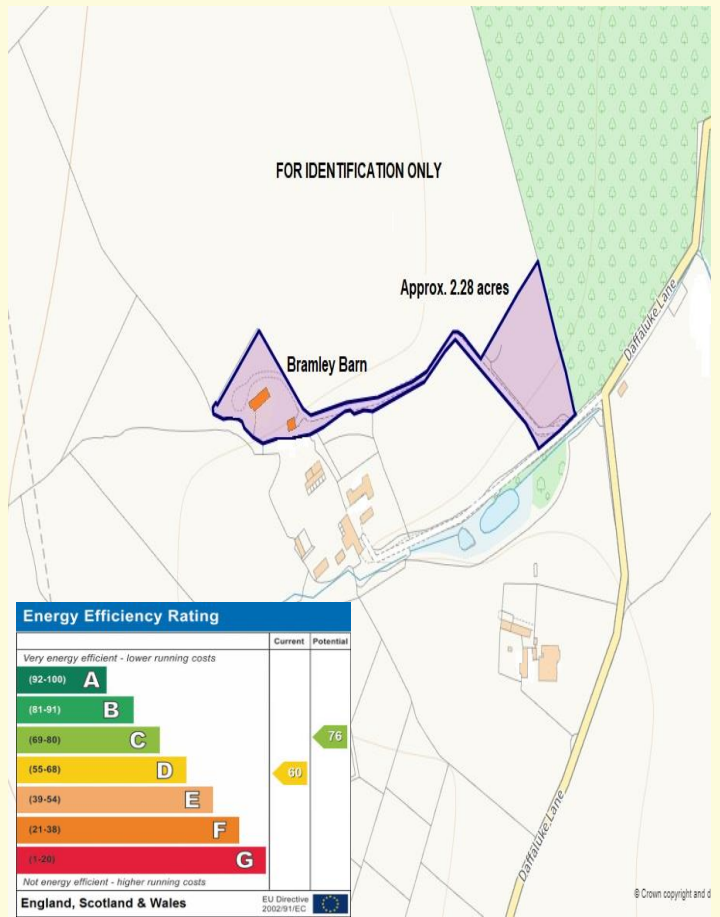 FOR IDENTIFICATION ONLY
Approx. 2.28 acres
Bramley Barn
Daffaluke Lane
Daffaluke Lane
Energy Efficiency Rating
Current Potential
Very energy efficient - lower running costs
(92-100) A
(81-91) B
(69-80) C
76
(55-68) D
60
(39-54) E
(21-38) F
(1-20) G
Not energy efficient - higher running costs
England, Scotland & Wales
EU Directive
2002/91/EC
© Crown copyright and d